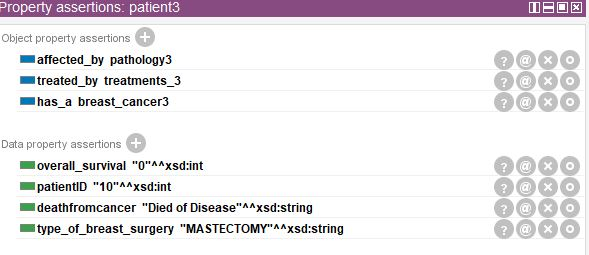 Property assertions: patient3
Object property assertions
affected_by pathology3
treated_by treatments_3
has_a breast_cancer3
Data property assertions
overall_survival "0"^^xsd:int
patientID "10"^^xsd:int
deathfromcancer "Died of Disease"^^xsd:string
type_of_breast_surgery "MASTECTOMY"^^xsd:string